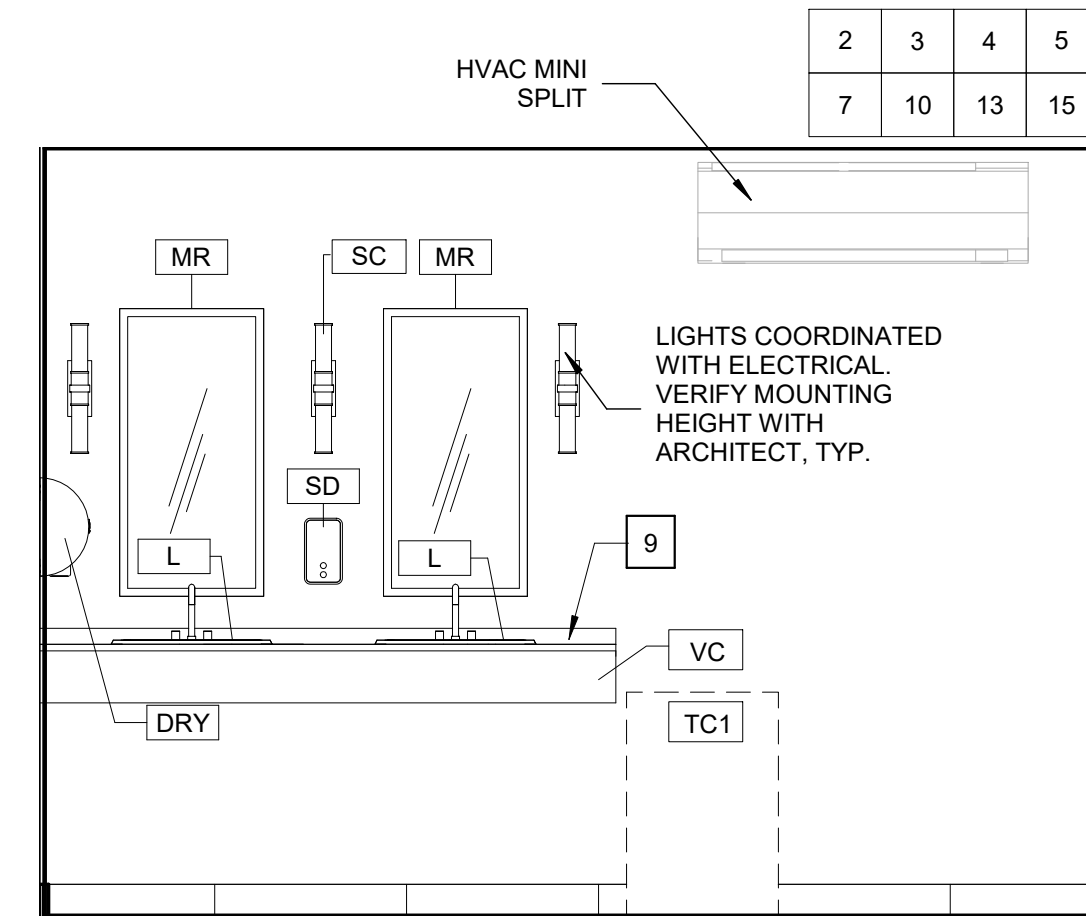 2 3 4 5
7 10 13 15
HVAC MINI
SPLIT
MR
SC
MR
LIGHTS COORDINATED
WITH ELECTRICAL.
VERIFY MOUNTING
HEIGHT WITH
ARCHITECT, TYP.
SD
L
L
9
VC
DRY
TC1